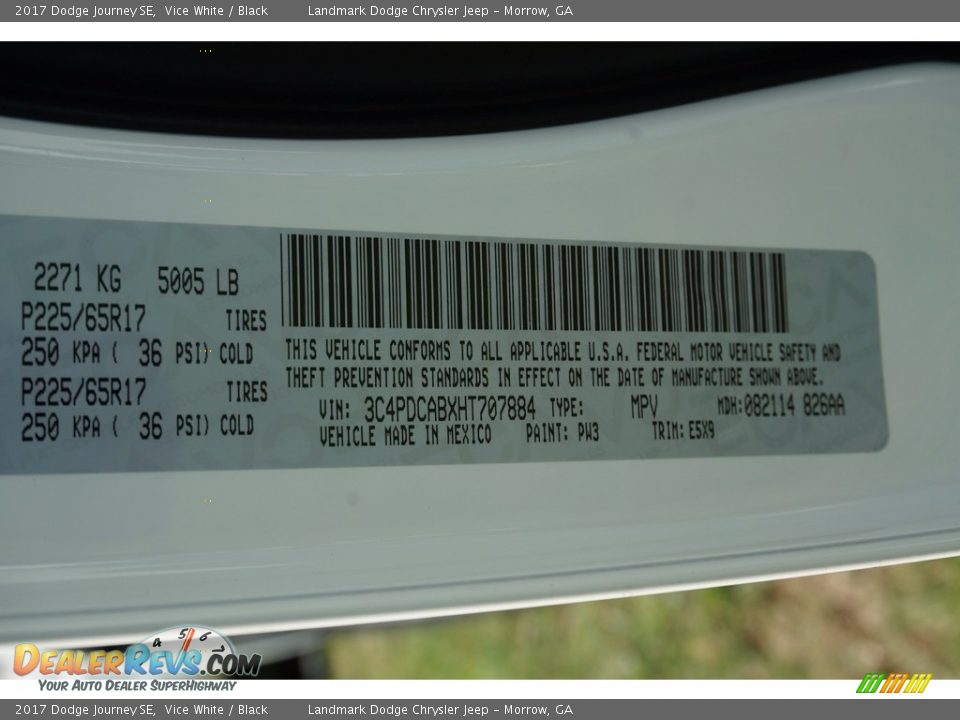 2017 Dodge Journey SE, Vice White / Black Landmark Dodge Chrysler Jeep - Morrow, GA
2271 KG 5005 LB
P225/65R17 TIRES
250 KPA ( 36 PSI) COLD
P225/65R17 TIRES
250 KPA ( 36 PSI) COLD
THIS VEHICLE CONFORMS TO ALL APPLICABLE U.S.A. FEDERAL MOTOR VEHICLE SAFETY AND
THEFT PREVENTION STANDARDS IN EFFECT ON THE DATE OF MANUFACTURE SHOWN ABOVE.
VIN: 3C4PDCABXHT707884 TYPE: MPV MDH:082114 826AA
VEHICLE MADE IN MEXICO PAINT: PW3 TRIM: E5X9
4 5 6 7
DEALERREVS.COM
YOUR AUTO DEALER SUPERHIGHWAY
2017 Dodge Journey SE, Vice White / Black Landmark Dodge Chrysler Jeep - Morrow, GA